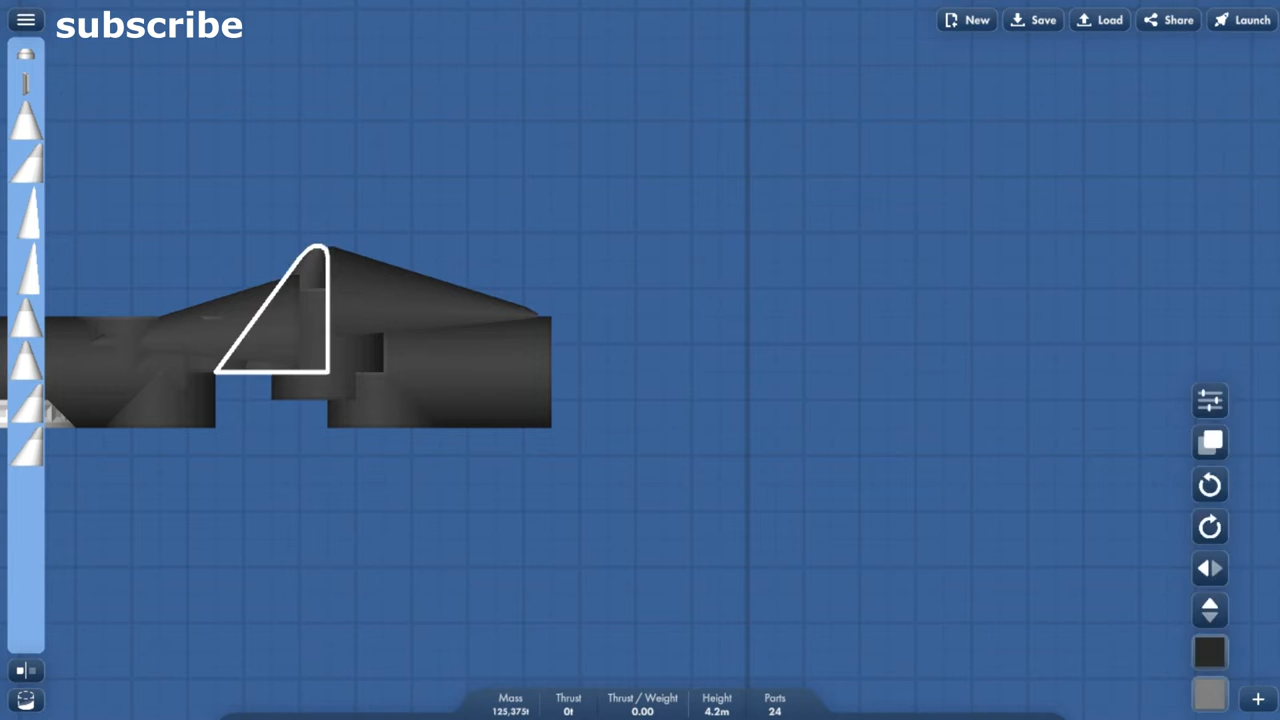 subscribe
New Save Load Share Launch
Mass Thrust Thrust / Weight Height Parts
125,375t 0t 0.00 4.2m 24